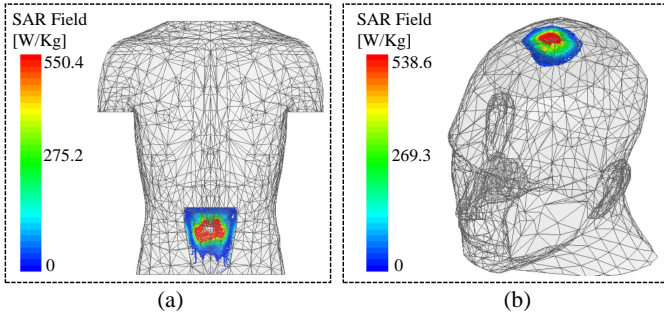 SAR Field
[W/Kg]
550.4
275.2
0
(a)
SAR Field
[W/Kg]
538.6
269.3
0
(b)